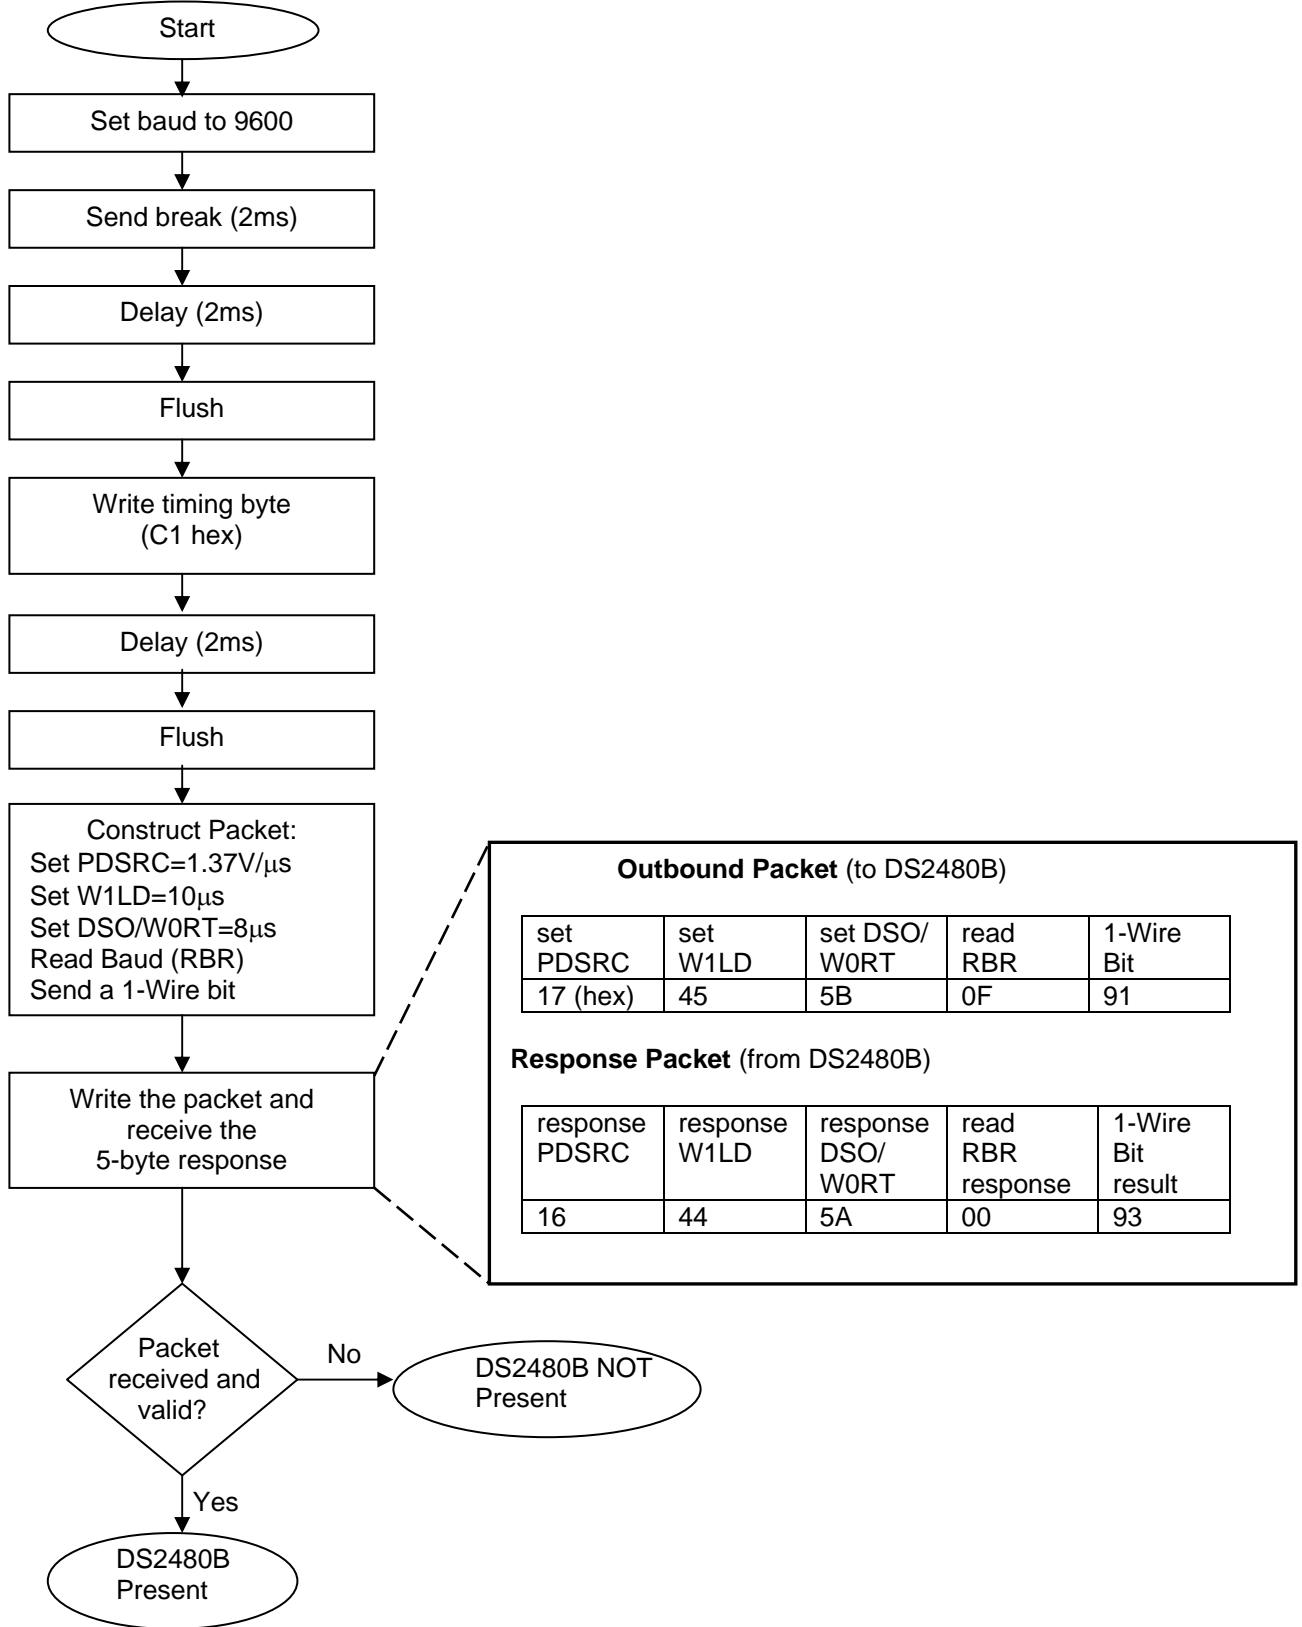 Start
Set baud to 9600
Send break (2ms)
Delay (2ms)
Flush
Write timing byte
(C1 hex)
Delay (2ms)
Flush
Construct Packet:
Set PDSRC=1.37V/μs
Set W1LD=10μs
Set DSO/W0RT=8μs
Read Baud (RBR)
Send a 1-Wire bit
Write the packet and
receive the
5-byte response
Outbound Packet (to DS2480B)
set PDSRC
set W1LD
set DSO/ W0RT
read RBR
1-Wire Bit
17 (hex) 45 5B 0F 91
Response Packet (from DS2480B)
response PDSRC
response W1LD
response DSO/ W0RT
read RBR response
1-Wire Bit result
16 44 5A 00 93
Packet
received and
valid?
No
DS2480B NOT
Present
Yes
DS2480B
Present